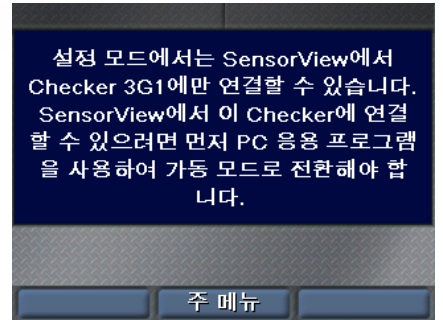 설정 모드에서는 SensorView에서
Checker 3G1에만 연결할 수 있습니다.
SensorView에서 이 Checker에 연결
할 수 있으려면 먼저 PC 응용 프로그램
을 사용하여 가동 모드로 전환해야 합
니다.
주 메뉴